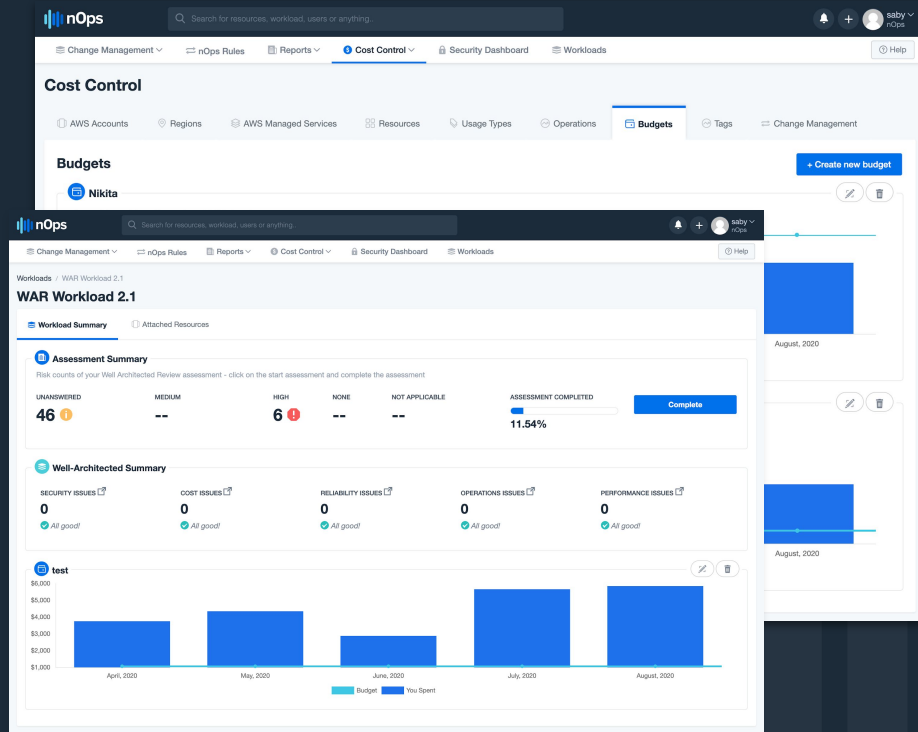 nOps
Search for resources, workload, users or anything..
saby
nOps
Change Management
nOps Rules
Reports
Cost Control
Security Dashboard
Workloads
Help
Cost Control
AWS Accounts
Regions
AWS Managed Services
Resources
Usage Types
Operations
Budgets
Tags
Change Management
Budgets
+ Create new budget
Nikita
August, 2020
August, 2020
nOps
Search for resources, workload, users or anything..
saby
nOps
Change Management
nOps Rules
Reports
Cost Control
Security Dashboard
Workloads
Help
Workloads / WAR Workload 2.1
WAR Workload 2.1
Workload Summary
Attached Resources
Assessment Summary
Risk counts of your Well Architected Review assessment - click on the start assessment and complete the assessment
UNANSWERED MEDIUM HIGH NONE NOT APPLICABLE ASSESSMENT COMPLETED
46 -- 6 -- --
Complete
11.54%
Well-Architected Summary
SECURITY ISSUES COST ISSUES RELIABILITY ISSUES OPERATIONS ISSUES PERFORMANCE ISSUES
0 0 0 0 0
All good! All good! All good! All good! All good!
test
$6,000
$5,000
$4,000
$3,000
$2,000
$1,000
April, 2020 May, 2020 June, 2020 July, 2020 August, 2020
Budget You Spent